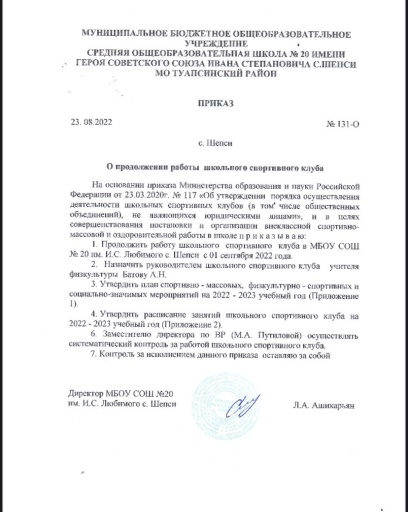 МУНИЦИПАЛЬНОЕ БЮДЖЕТНОЕ ОБЩЕОБРАЗОВАТЕЛЬНОЕ
УЧРЕЖДЕНИЕ
СРЕДНЯЯ ОБЩЕОБРАЗОВАТЕЛЬНАЯ ШКОЛА № 20 ИМЕНИ
ГЕРОЯ СОВЕТСКОГО СОЮЗА ИВАНА СТЕПАНОВИЧА С.ШЕПСИ
МО ТУАПСИНСКИЙ РАЙОН
ПРИКАЗ
23. 08.2022 № 131-О
с. Шепси
О продолжении работы школьного спортивного клуба
На основании приказа Министерства образования и науки Российской
Федерации от 23.03.2020г. № 117 «Об утверждении порядка осуществления
деятельности школьных спортивных клубов (в том числе общественных
объединений), не являющихся юридическими лицами», и в целях
совершенствования постановки и организации внеклассной спортивно-
массовой и оздоровительной работы в школе п р и к а з ы в а ю:
1. Продолжить работу школьного спортивного клуба в МБОУ СОШ
№ 20 им. И.С. Любимого с. Шепси с 01 сентября 2022 года.
2. Назначить руководителем школьного спортивного клуба учителя
физкультуры Батову А.Н.
3. Утвердить план спортивно - массовых, физкультурно - спортивных и
социально-значимых мероприятий на 2022 - 2023 учебный год (Приложение
1).
4. Утвердить расписание занятий школьного спортивного клуба на
2022 - 2023 учебный год (Приложение 2).
6. Заместителю директора по ВР (М.А. Путиловой) осуществлять
систематический контроль за работой школьного спортивного клуба.
7. Контроль за исполнением данного приказа оставляю за собой
Директор МБОУ СОШ №20
им. И.С. Любимого с. Шепси Л.А. Ашикарьян